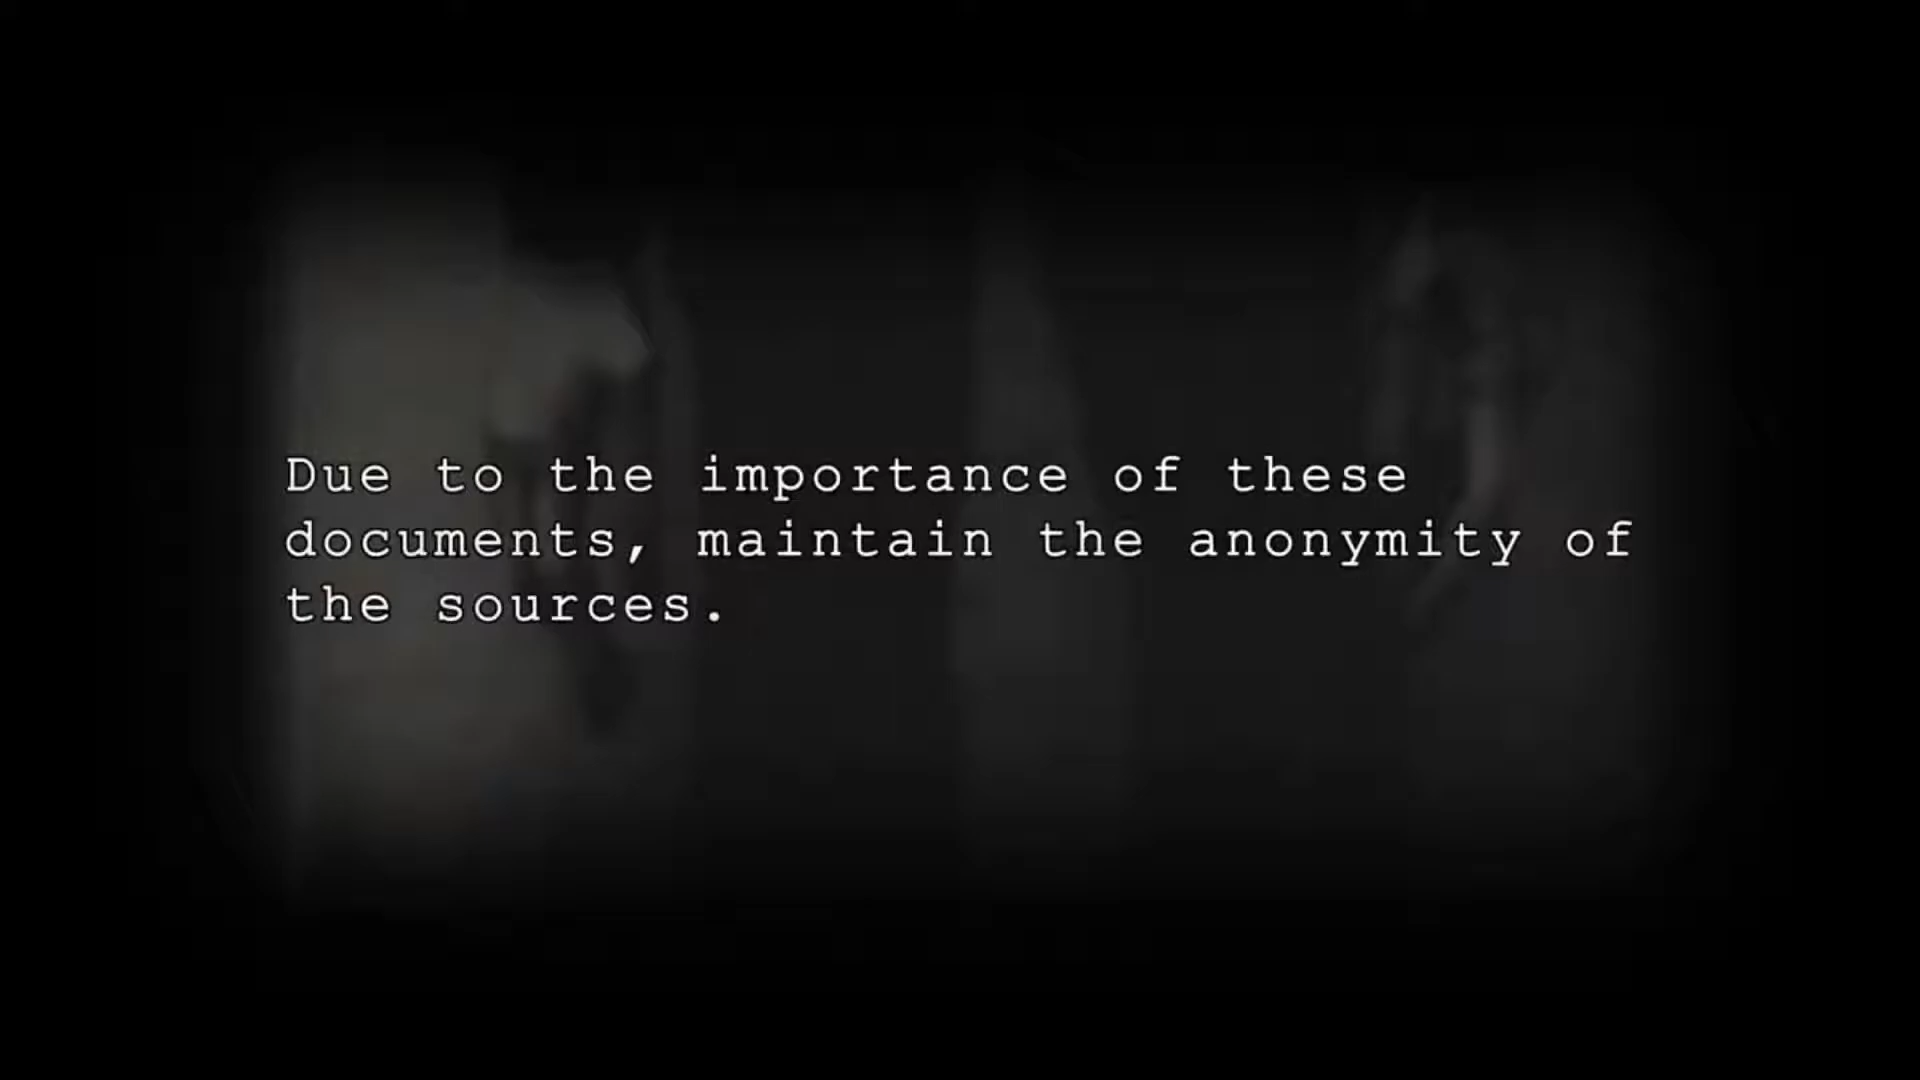 Due to the importance of these
documents, maintain the anonymity of
the sources.